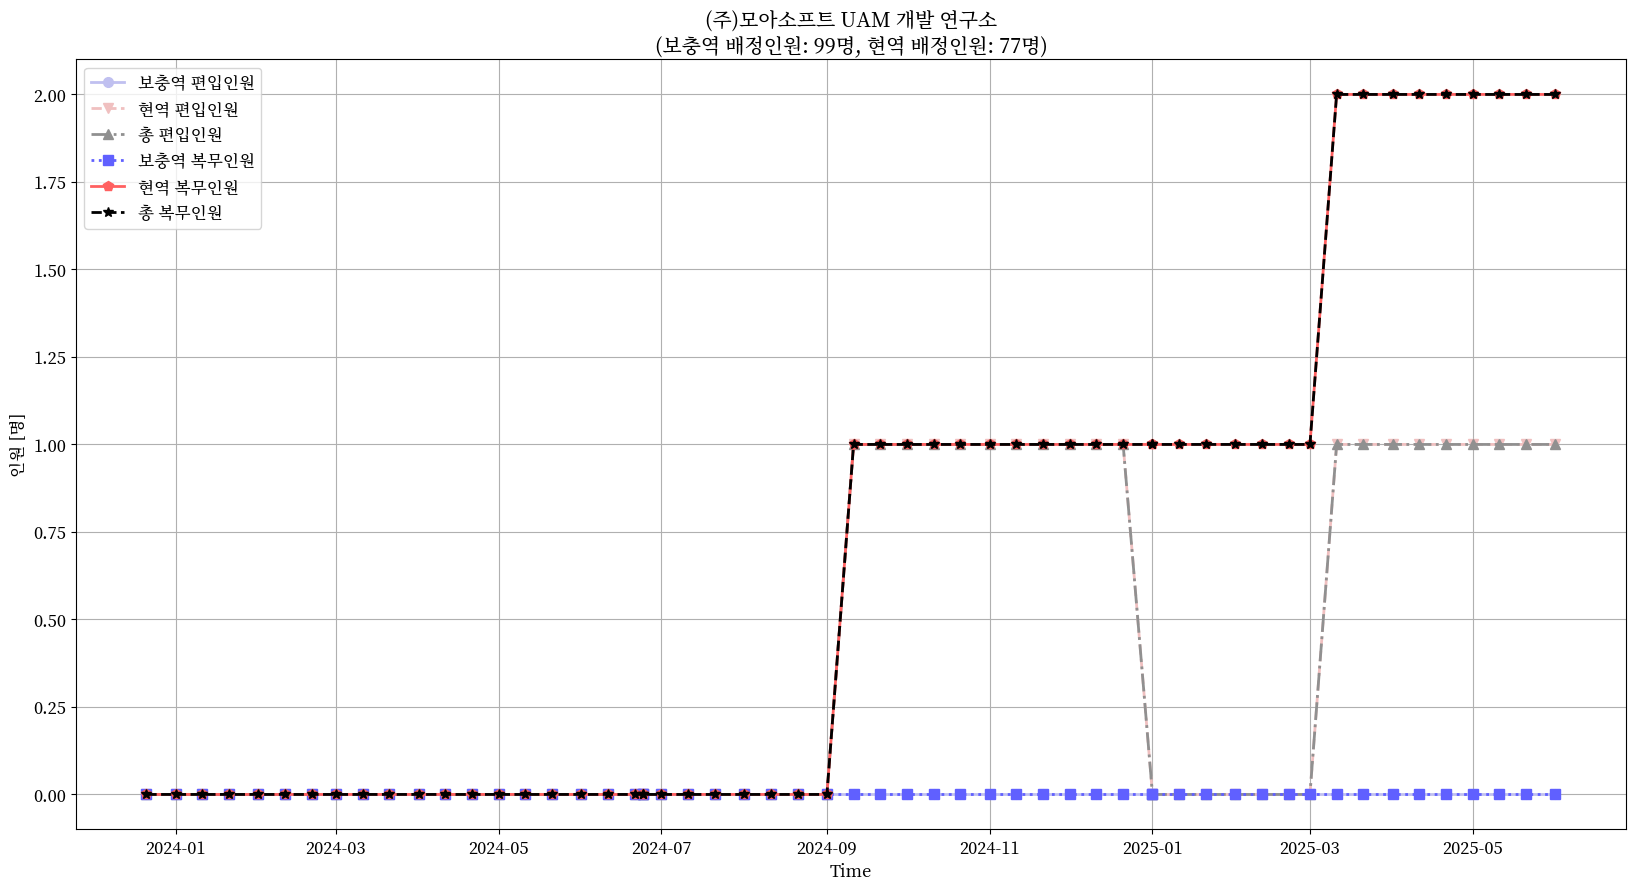 (주)모아소프트 UAM 개발 연구소
(보충역 배정인원: 99명, 현역 배정인원: 77명)
보충역 편입인원
현역 편입인원
총 편입인원
보충역 복무인원
현역 복무인원
총 복무인원
2.00
1.75
1.50
1.25
1.00
0.75
0.50
0.25
0.00
인원 [명]
2024-01
2024-03
2024-05
2024-07
2024-09
2024-11
2025-01
2025-03
2025-05
Time